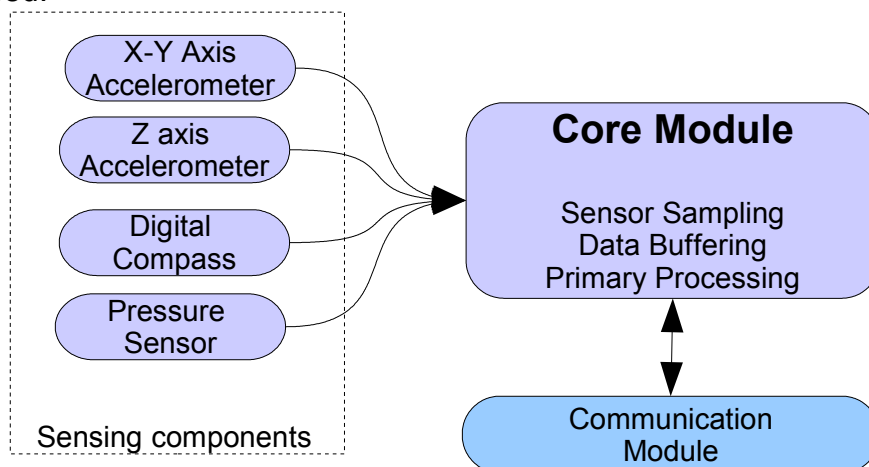 X-Y Axis
Accelerometer
Z axis
Accelerometer
Digital
Compass
Pressure
Sensor
Sensing components
Core Module
Sensor Sampling
Data Buffering
Primary Processing
Communication
Module